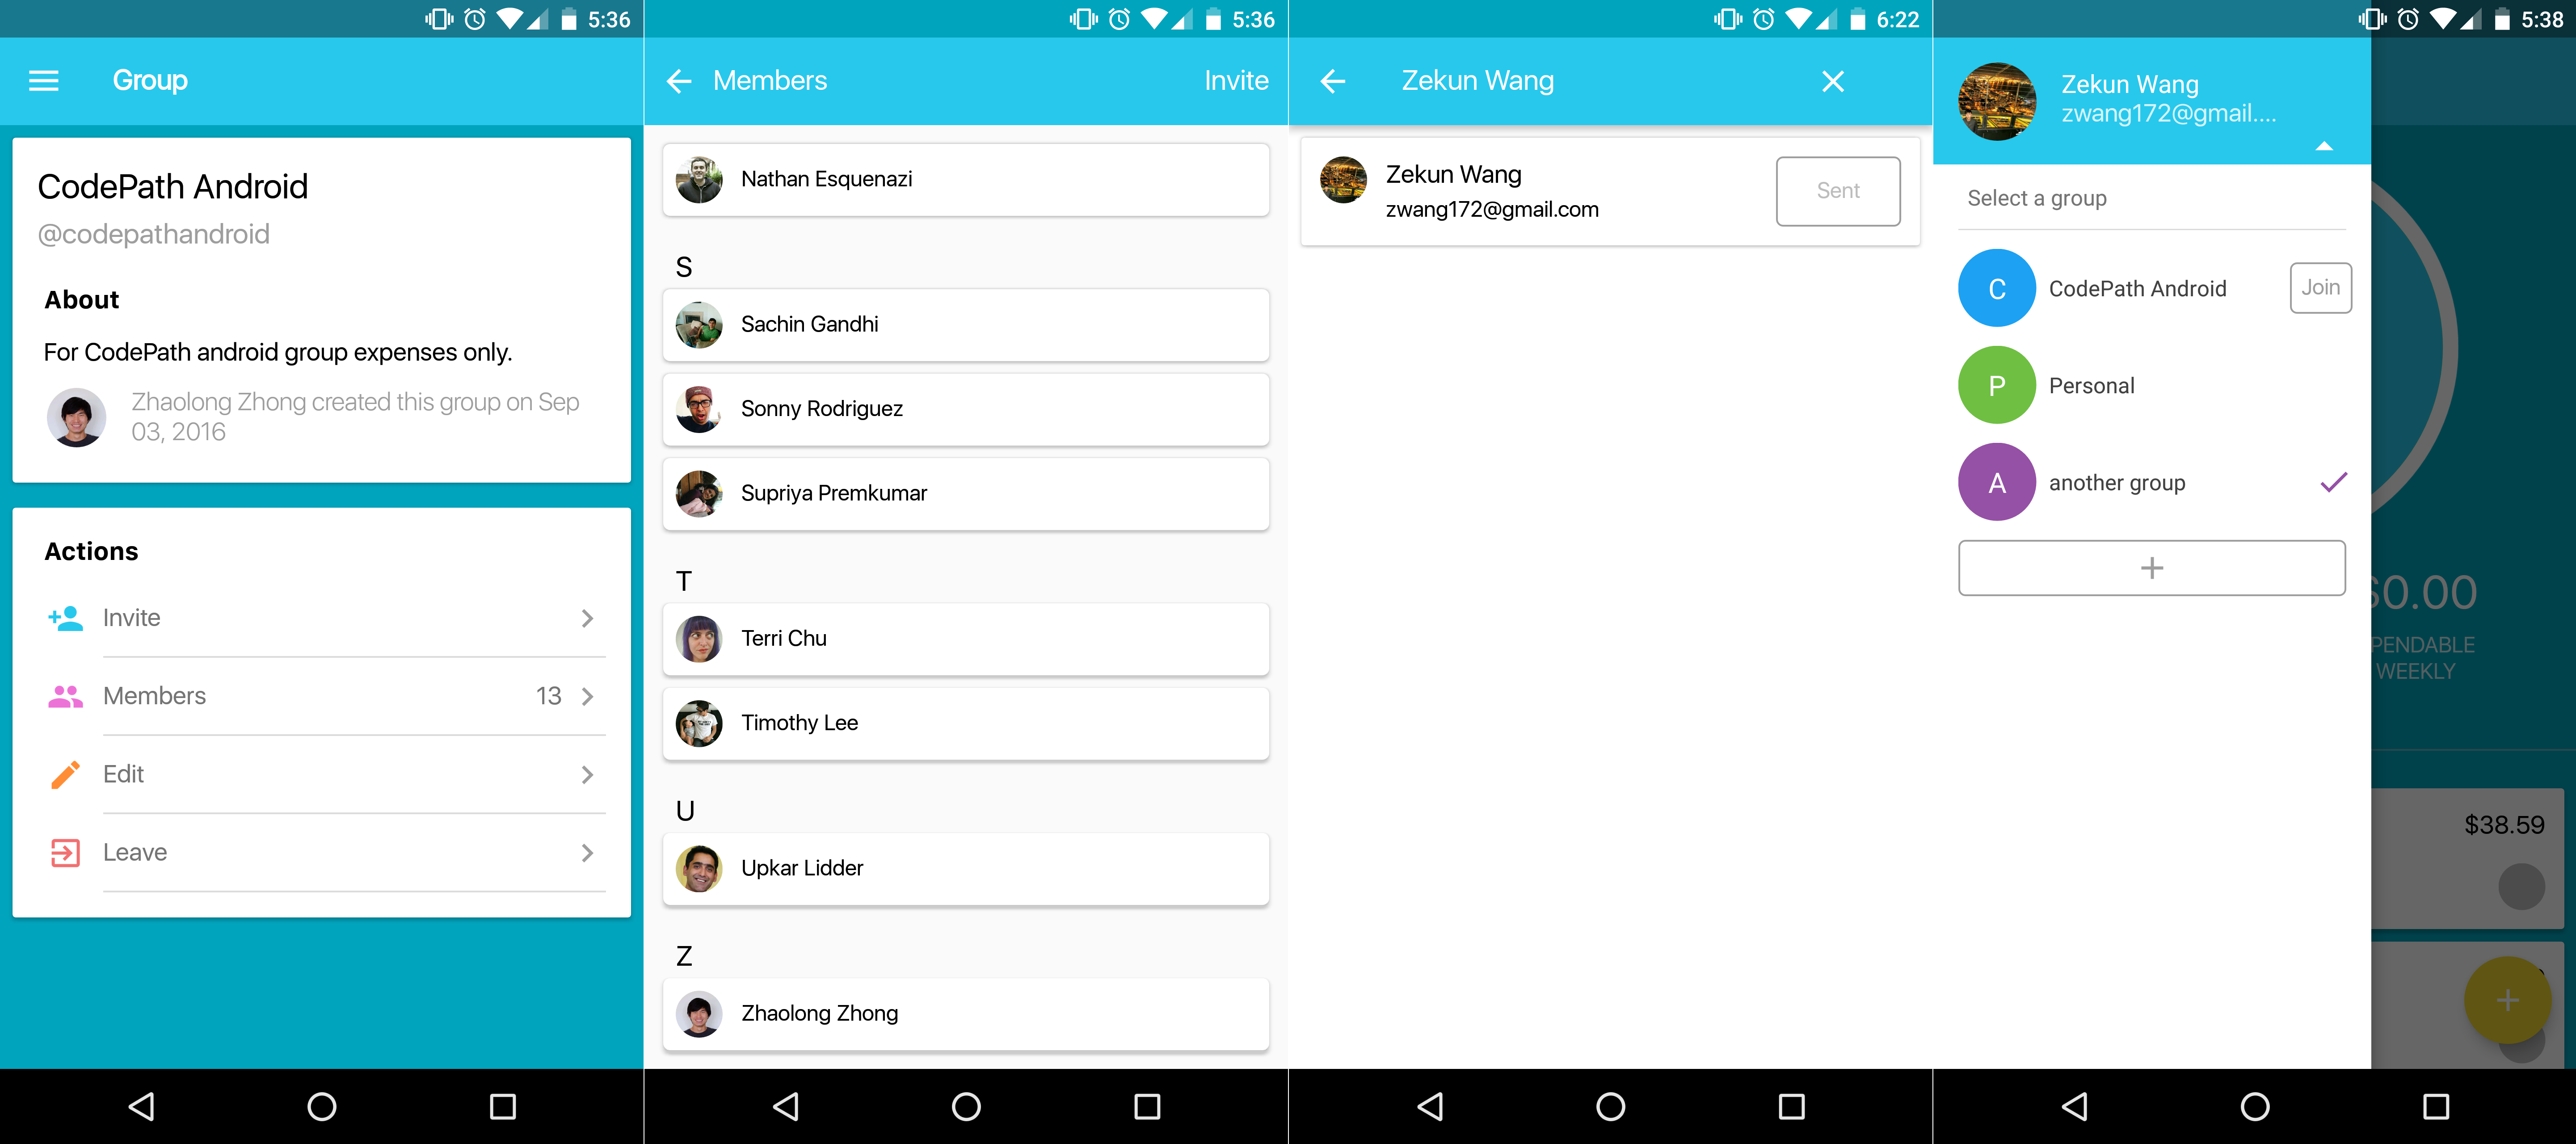 5:36
Group
CodePath Android
@codepathandroid
About
For CodePath android group expenses only.
Zhaolong Zhong created this group on Sep
03, 2016
Actions
Invite
Members 13
Edit
Leave
5:36
Members Invite
Nathan Esquenazi
S
Sachin Gandhi
Sonny Rodriguez
Supriya Premkumar
T
Terri Chu
Timothy Lee
U
Upkar Lidder
Z
Zhaolong Zhong
6:22
Zekun Wang
Zekun Wang
zwang172@gmail.com
Sent
5:38
Zekun Wang
zwang172@gmail....
Select a group
C CodePath Android Join
P Personal
A another group
+
$0.00
PENDABLE
WEEKLY
$38.59
+